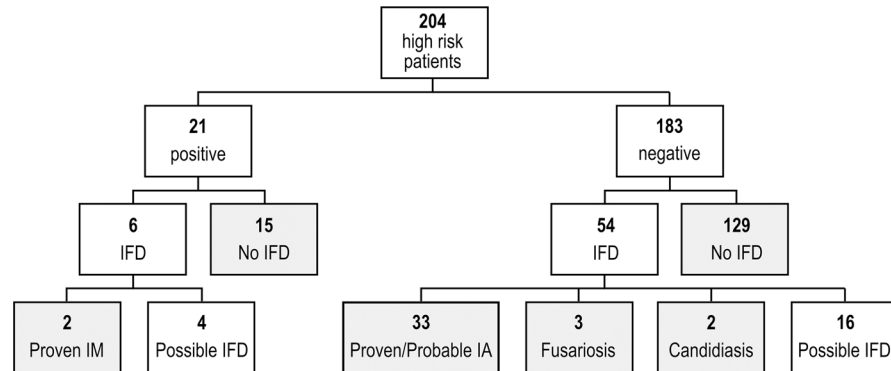 204
high risk
patients
21
positive
183
negative
6
IFD
15
No IFD
54
IFD
129
No IFD
2
Proven IM
4
Possible IFD
33
Proven/Probable IA
3
Fusariosis
2
Candidiasis
16
Possible IFD